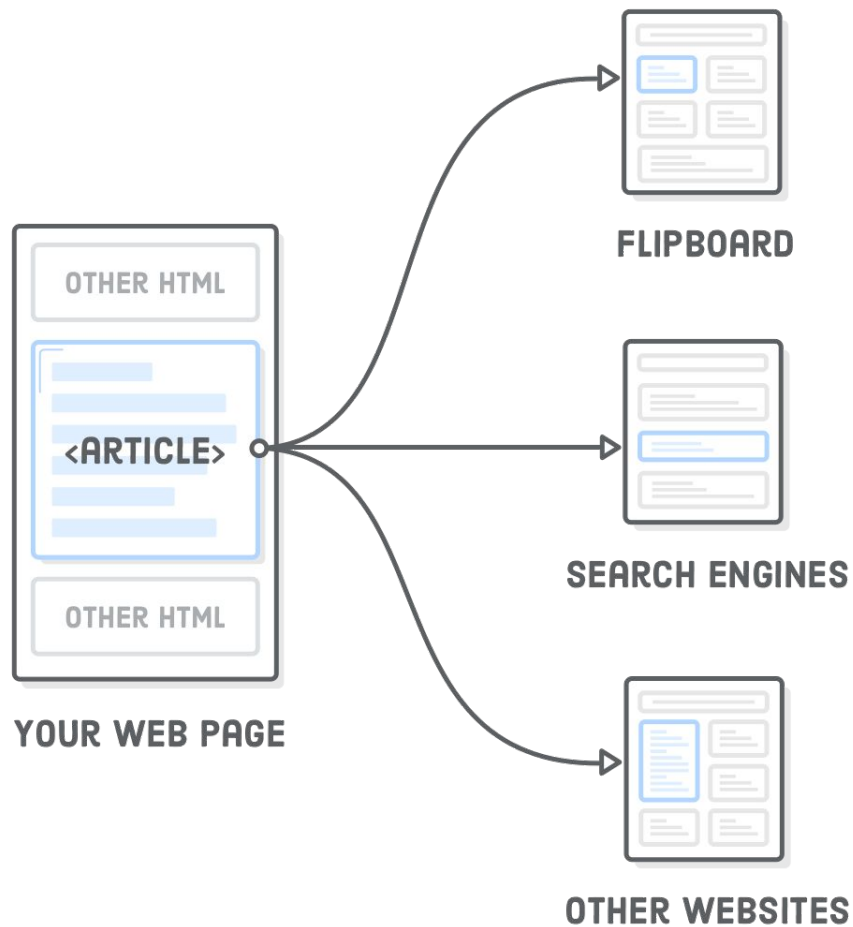 OTHER HTML
<ARTICLE>
OTHER HTML
YOUR WEB PAGE
FLIPBOARD
SEARCH ENGINES
OTHER WEBSITES